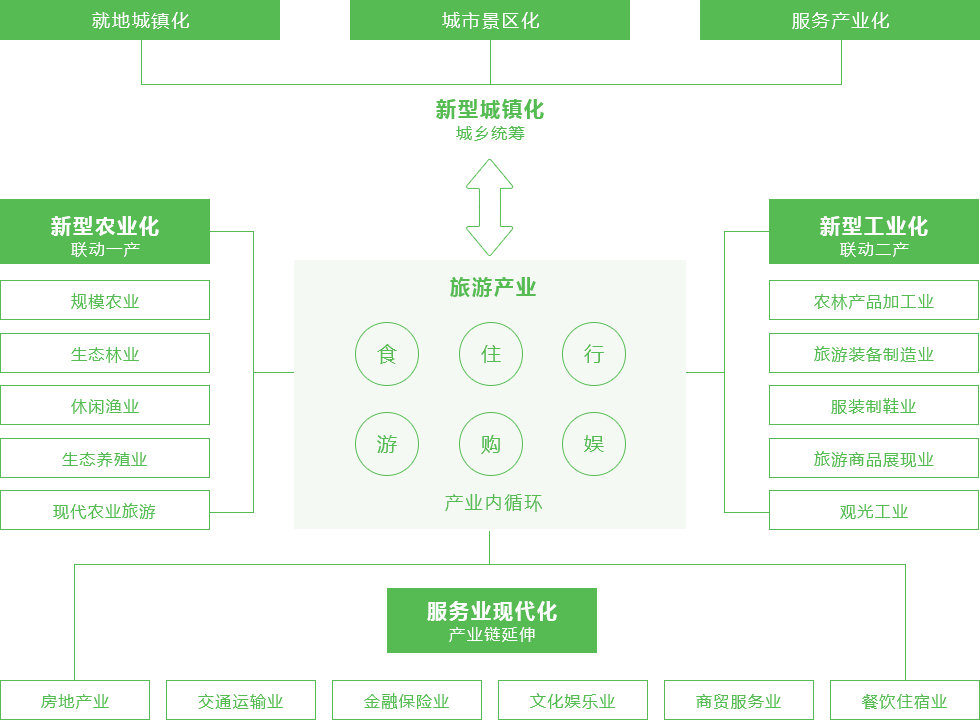 就地城镇化
城市景区化
服务产业化
新型城镇化
城乡统筹
新型农业化
联动一产
规模农业
生态林业
休闲渔业
生态养殖业
现代农业旅游
旅游产业
食
住
行
游
购
娱
产业内循环
新型工业化
联动二产
农林产品加工业
旅游装备制造业
服装制鞋业
旅游商品展现业
观光工业
服务业现代化
产业链延伸
房地产业
交通运输业
金融保险业
文化娱乐业
商贸服务业
餐饮住宿业